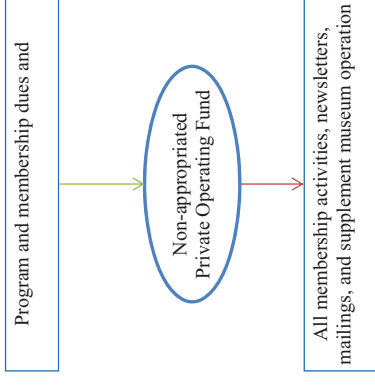 Program and membership dues and
Non-appropriated
Private Operating Fund
All membership activities, newsletters,
mailings, and supplement museum operation